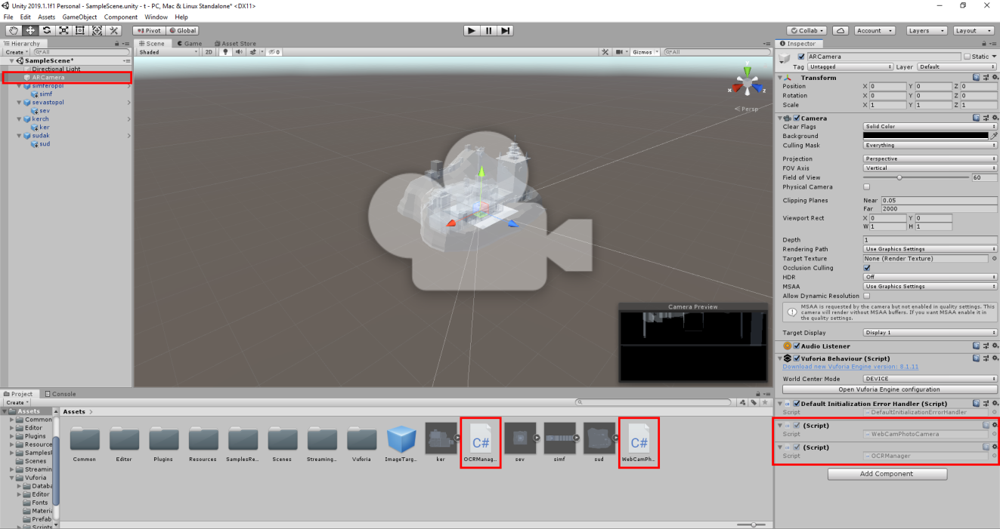 Unity 2019.1.1f1 Personal - SampleScene.unity - t - PC, Mac & Linux Standalone* <DX11>
File Edit Assets GameObject Component Window Help
Pivot Global Collab Account Layers Layout
Hierarchy
Create All
SampleScene*
Directional Light
ARCamera
simferopol
simf
sevastopol
sev
kerch
ker
sudak
sud
Scene Game Asset Store
Shaded 2D 0 Gizmos All
x z
Persp
Camera Preview
Inspector
ARCamera Static
Tag Untagged Layer Default
Transform
Position X 0 Y 0 Z 0
Rotation X 0 Y 0 Z 0
Scale X 1 Y 1 Z 1
Camera
Clear Flags Solid Color
Background
Culling Mask Everything
Projection Perspective
FOV Axis Vertical
Field of View 60
Physical Camera
Clipping Planes Near 0.05
Far 2000
Viewport Rect X 0 Y 0
W 1 H 1
Depth 1
Rendering Path Use Graphics Settings
Target Texture None (Render Texture)
Occlusion Culling
HDR Off
MSAA Use Graphics Settings
Allow Dynamic Resolution
MSAA is requested by the camera but not enabled in quality settings. This
camera will render without MSAA buffers. If you want MSAA enable it in
the quality settings.
Target Display Display 1
Audio Listener
Vuforia Behaviour (Script)
Download new Vuforia Engine version: 8.1.11
World Center Mode DEVICE
Open Vuforia Engine configuration
Default Initialization Error Handler (Script)
Script DefaultInitializationErrorHandler
(Script)
Script WebCamPhotoCamera
(Script)
Script OCRManager
Add Component
Project Console
Create
Assets
Common
Editor
Plugins
Resource
SamplesR
Scenes
Streamin
Vuforia
Databa
Editor
Fonts
Materia
Prefab
Scripts
Assets >
C# C#
Common Editor Plugins Resources SamplesRe... Scenes Streaming... Vuforia ImageTarg... ker OCRManag... sev simf sud WebCamPh...